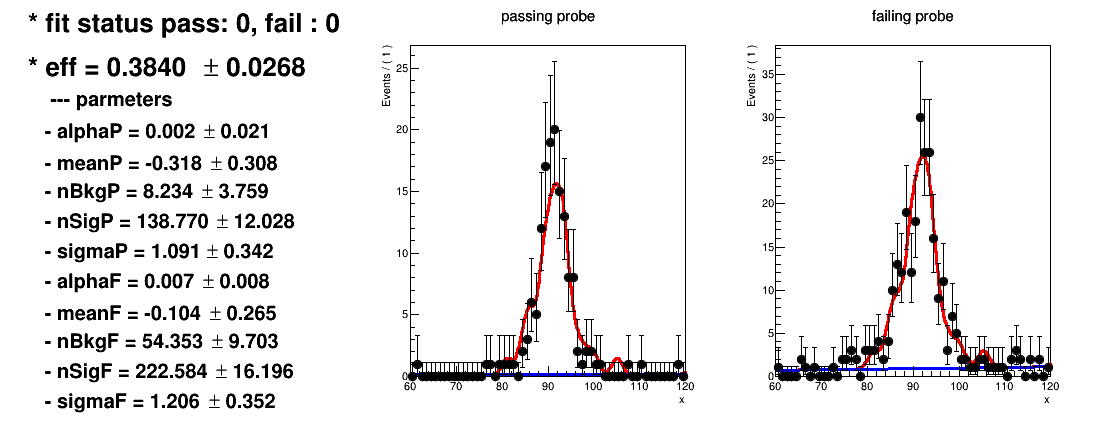 * fit status pass: 0, fail : 0
* eff = 0.3840 ± 0.0268
--- parmeters
- alphaP = 0.002 ± 0.021
- meanP = -0.318 ± 0.308
- nBkgP = 8.234 ± 3.759
- nSigP = 138.770 ± 12.028
- sigmaP = 1.091 ± 0.342
- alphaF = 0.007 ± 0.008
- meanF = -0.104 ± 0.265
- nBkgF = 54.353 ± 9.703
- nSigF = 222.584 ± 16.196
- sigmaF = 1.206 ± 0.352
passing probe
Events / ( 1 )
25
20
15
10
5
0
60 70 80 90 100 110 120
x
failing probe
Events / ( 1 )
35
30
25
20
15
10
5
0
60 70 80 90 100 110 120
x